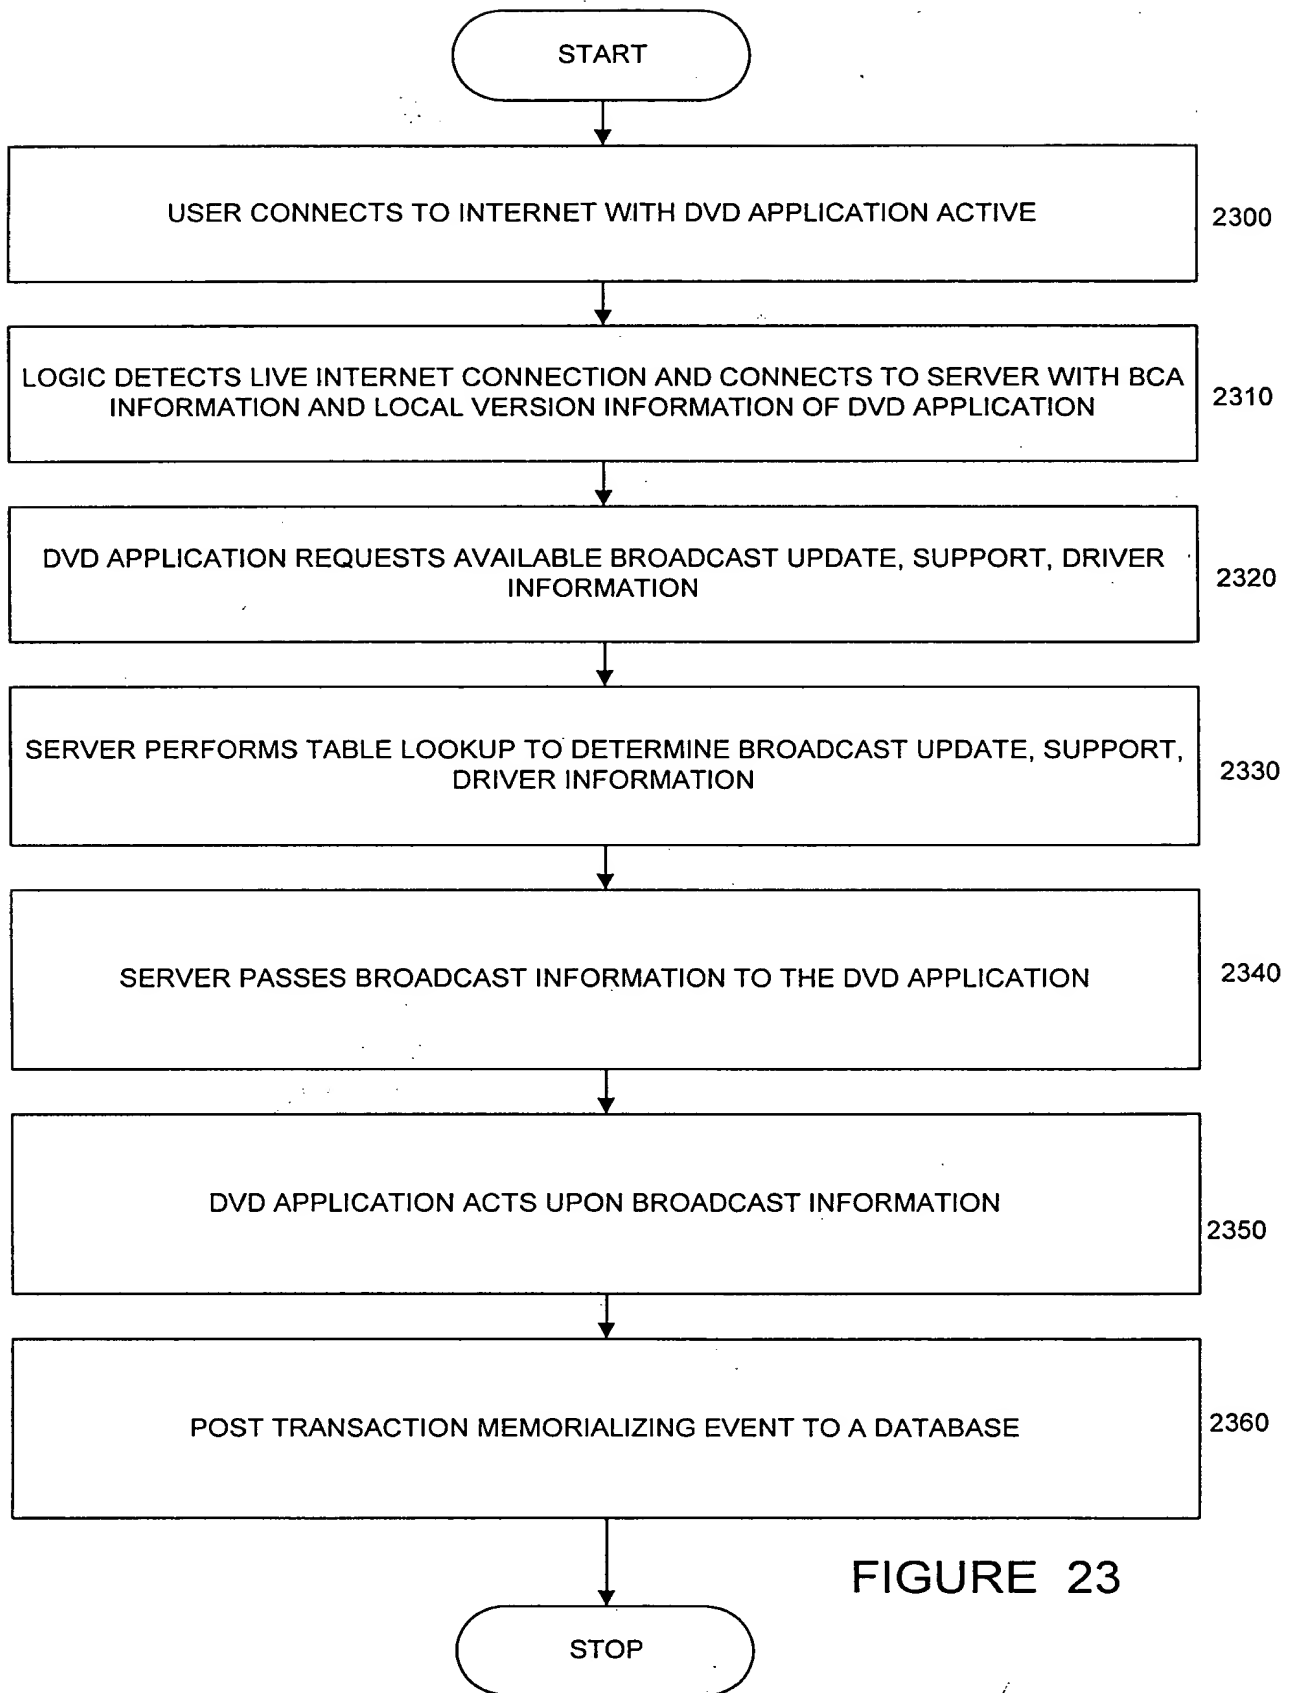 START
USER CONNECTS TO INTERNET WITH DVD APPLICATION ACTIVE
2300
LOGIC DETECTS LIVE INTERNET CONNECTION AND CONNECTS TO SERVER WITH BCA
INFORMATION AND LOCAL VERSION INFORMATION OF DVD APPLICATION
2310
DVD APPLICATION REQUESTS AVAILABLE BROADCAST UPDATE, SUPPORT, DRIVER
INFORMATION
2320
SERVER PERFORMS TABLE LOOKUP TO DETERMINE BROADCAST UPDATE, SUPPORT,
DRIVER INFORMATION
2330
SERVER PASSES BROADCAST INFORMATION TO THE DVD APPLICATION
2340
DVD APPLICATION ACTS UPON BROADCAST INFORMATION
2350
POST TRANSACTION MEMORIALIZING EVENT TO A DATABASE
2360
FIGURE 23
STOP